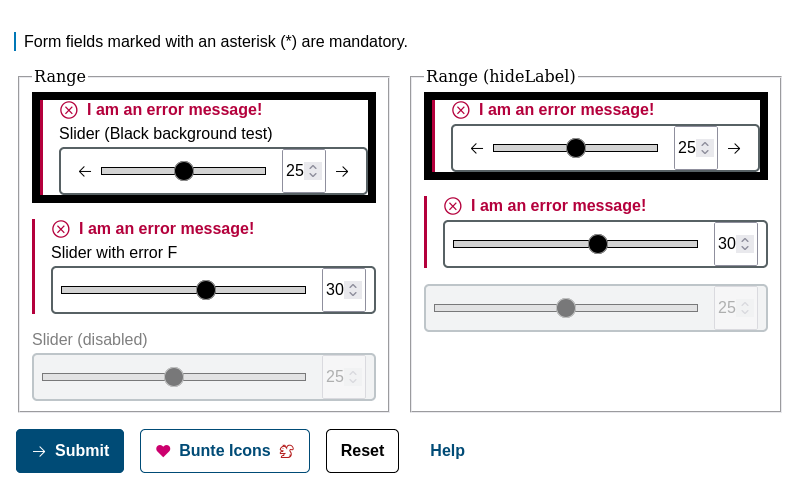 Form fields marked with an asterisk (*) are mandatory.
Range
I am an error message!
Slider (Black background test)
25
I am an error message!
Slider with error F
30
Slider (disabled)
25
Range (hideLabel)
I am an error message!
25
I am an error message!
30
25
Submit
Bunte Icons
Reset
Help